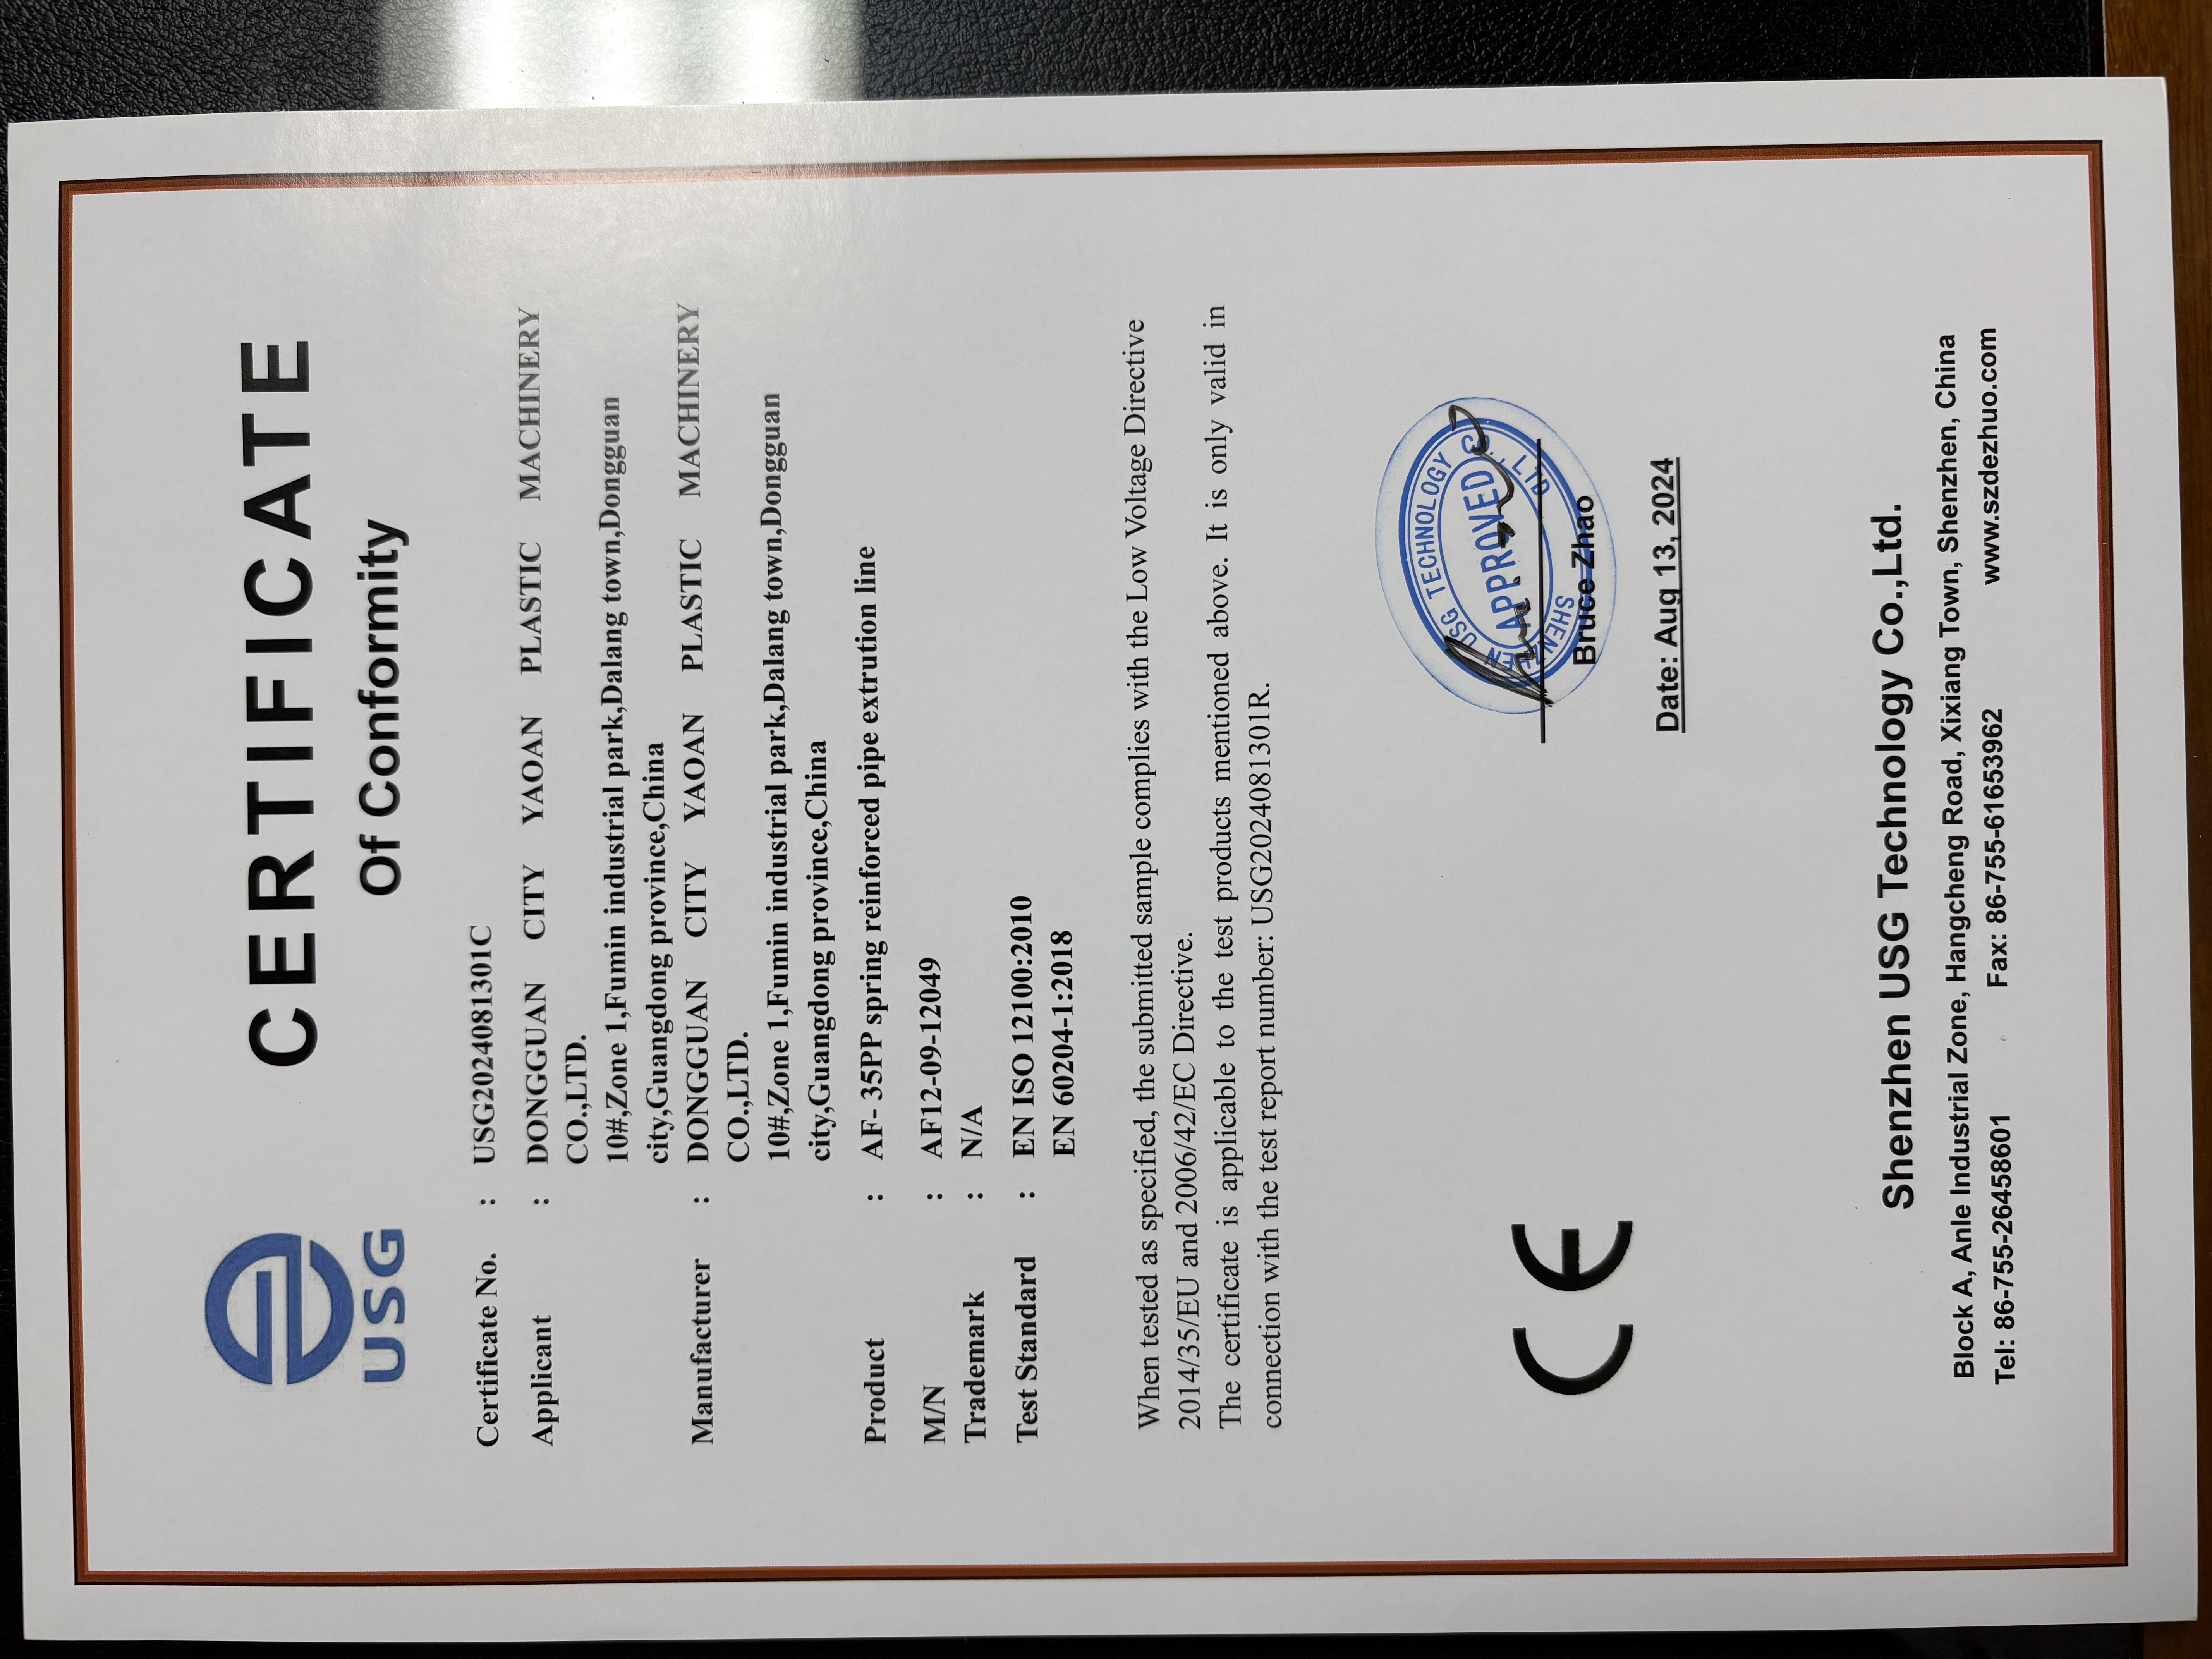 CERTIFICATE
Of Conformity
USG
Certificate No. : USG2024081301C
Applicant : DONGGUAN CITY YAOAN PLASTIC MACHINERY
CO.,LTD.
10#,Zone 1,Fumin industrial park,Dalang town,Dongguan
city,Guangdong province,China
Manufacturer : DONGGUAN CITY YAOAN PLASTIC MACHINERY
CO.,LTD.
10#,Zone 1,Fumin industrial park,Dalang town,Dongguan
city,Guangdong province,China
Product : AF- 35PP spring reinforced pipe extrution line
M/N : AF12-09-12049
Trademark : N/A
Test Standard : EN ISO 12100:2010
EN 60204-1:2018
When tested as specified, the submitted sample complies with the Low Voltage Directive
2014/35/EU and 2006/42/EC Directive.
The certificate is applicable to the test products mentioned above. It is only valid in
connection with the test report number: USG2024081301R.
CE
SHENZHEN USG TECHNOLOGY CO., LTD
APPROVED
Bruce Zhao
Date: Aug 13, 2024
Shenzhen USG Technology Co.,Ltd.
Block A, Anle Industrial Zone, Hangcheng Road, Xixiang Town, Shenzhen, China
Tel: 86-755-26458601 Fax: 86-755-61653962 www.szdezhuo.com